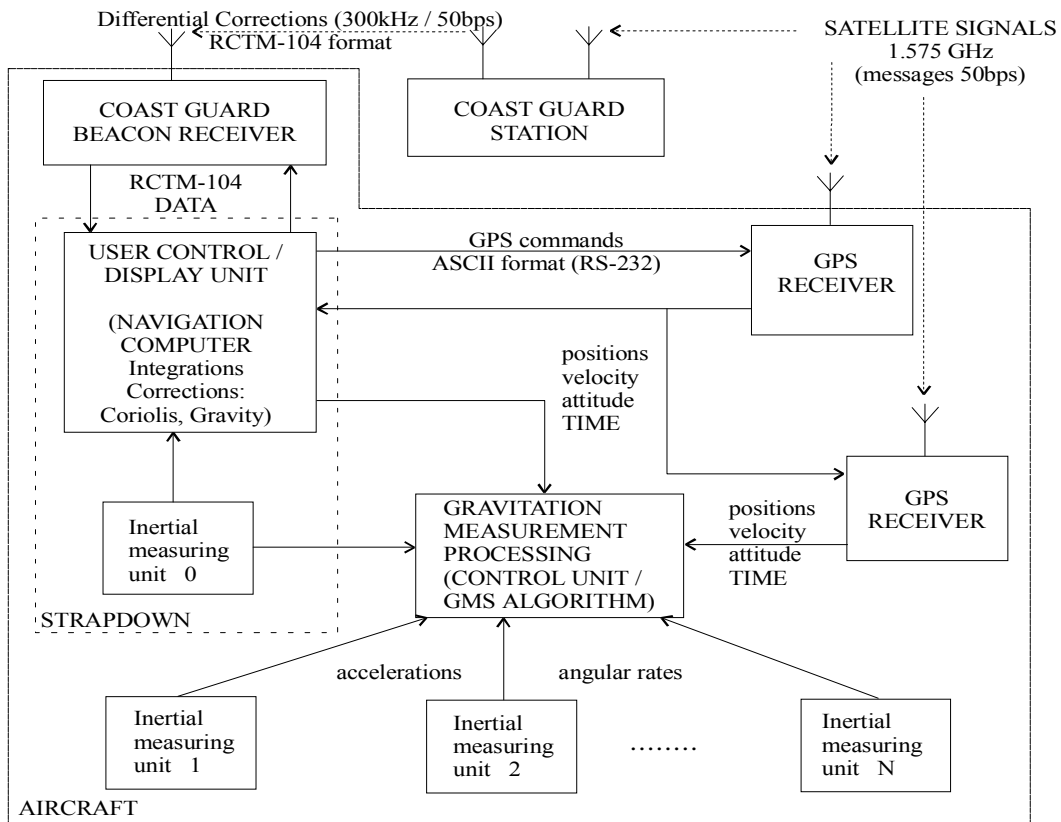 Differential Corrections (300kHz / 50bps)
RCTM-104 format
SATELLITE SIGNALS
1.575 GHz
(messages 50bps)
COAST GUARD
BEACON RECEIVER
COAST GUARD
STATION
RCTM-104
DATA
USER CONTROL /
DISPLAY UNIT
(NAVIGATION
COMPUTER
Integrations
Corrections:
Coriolis, Gravity)
GPS commands
ASCII format (RS-232)
GPS
RECEIVER
positions
velocity
attitude
TIME
GPS
RECEIVER
Inertial
measuring
unit 0
STRAPDOWN
GRAVITATION
MEASUREMENT
PROCESSING
(CONTROL UNIT /
GMS ALGORITHM)
positions
velocity
attitude
TIME
accelerations
angular rates
Inertial
measuring
unit 1
Inertial
measuring
unit 2
........
Inertial
measuring
unit N
AIRCRAFT